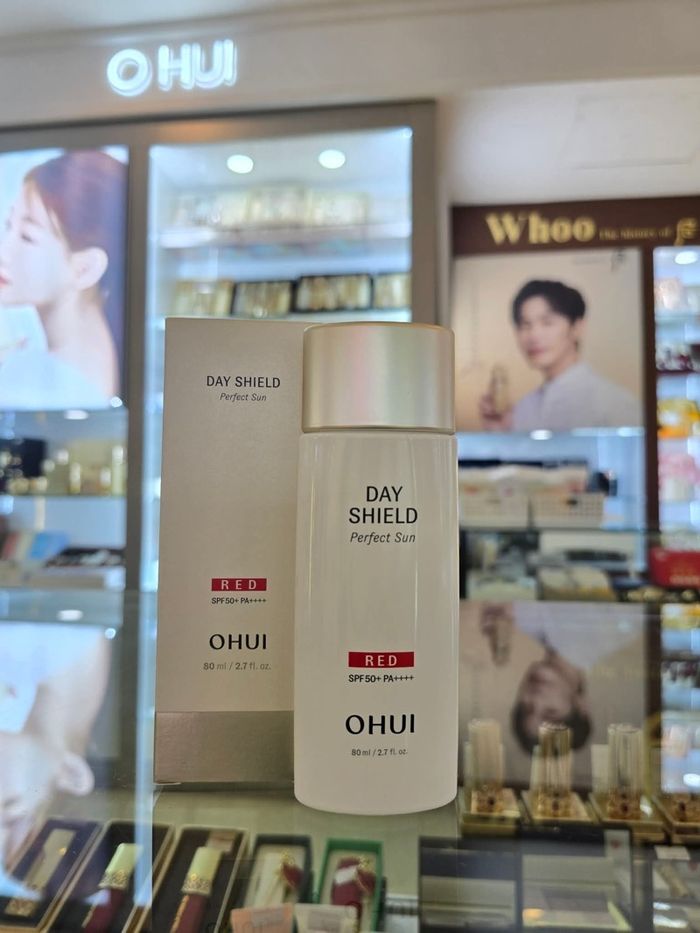 OHUI
Whoo
DAY SHIELD
Perfect Sun
RED
SPF50+ PA++++
OHUI
80 ml / 2.7 fl. oz.
DAY
SHIELD
Perfect Sun
RED
SPF50+ PA++++
OHUI
80 ml / 2.7 fl. oz.